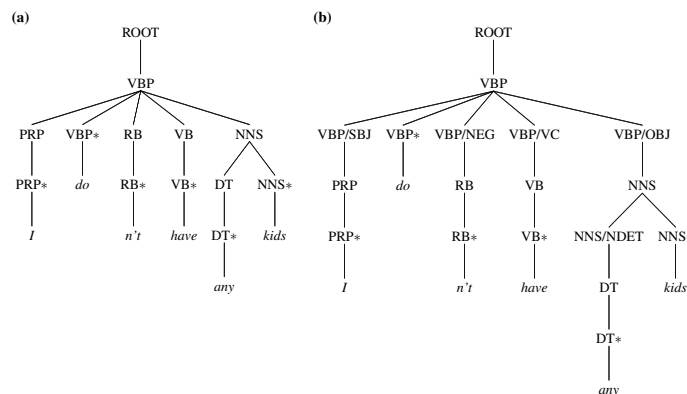 (a) (b)
ROOT ROOT
VBP VBP
PRP VBP* RB VB NNS VBP/SBJ VBP* VBP/NEG VBP/VC VBP/OBJ
PRP* do RB* VB* DT NNS* PRP do RB VB NNS
I n't have DT* kids PRP* RB* VB* NNS/NDET NNS
any I n't have DT kids
DT*
any